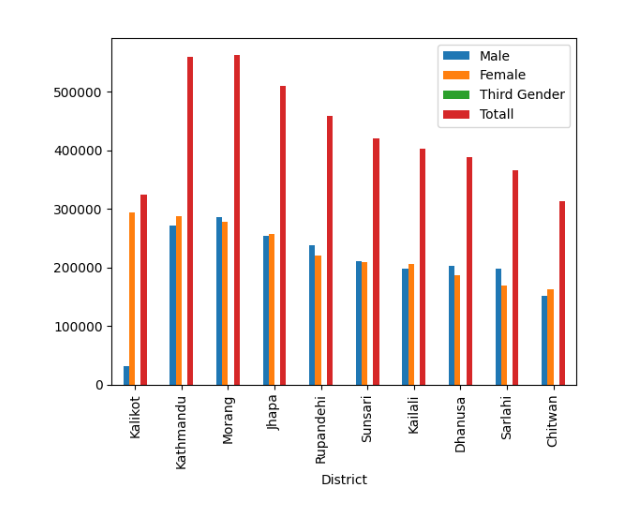 Male
Female
Third Gender
Totall
500000
400000
300000
200000
100000
0
Kalikot
Kathmandu
Morang
Jhapa
Rupandehi
Sunsari
Kailali
Dhanusa
Sarlahi
Chitwan
District